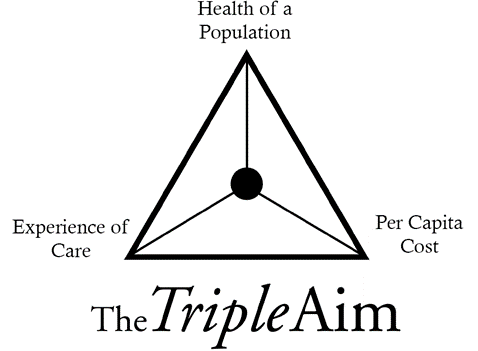 Health of a
Population
Experience of
Care
Per Capita
Cost
The Triple Aim